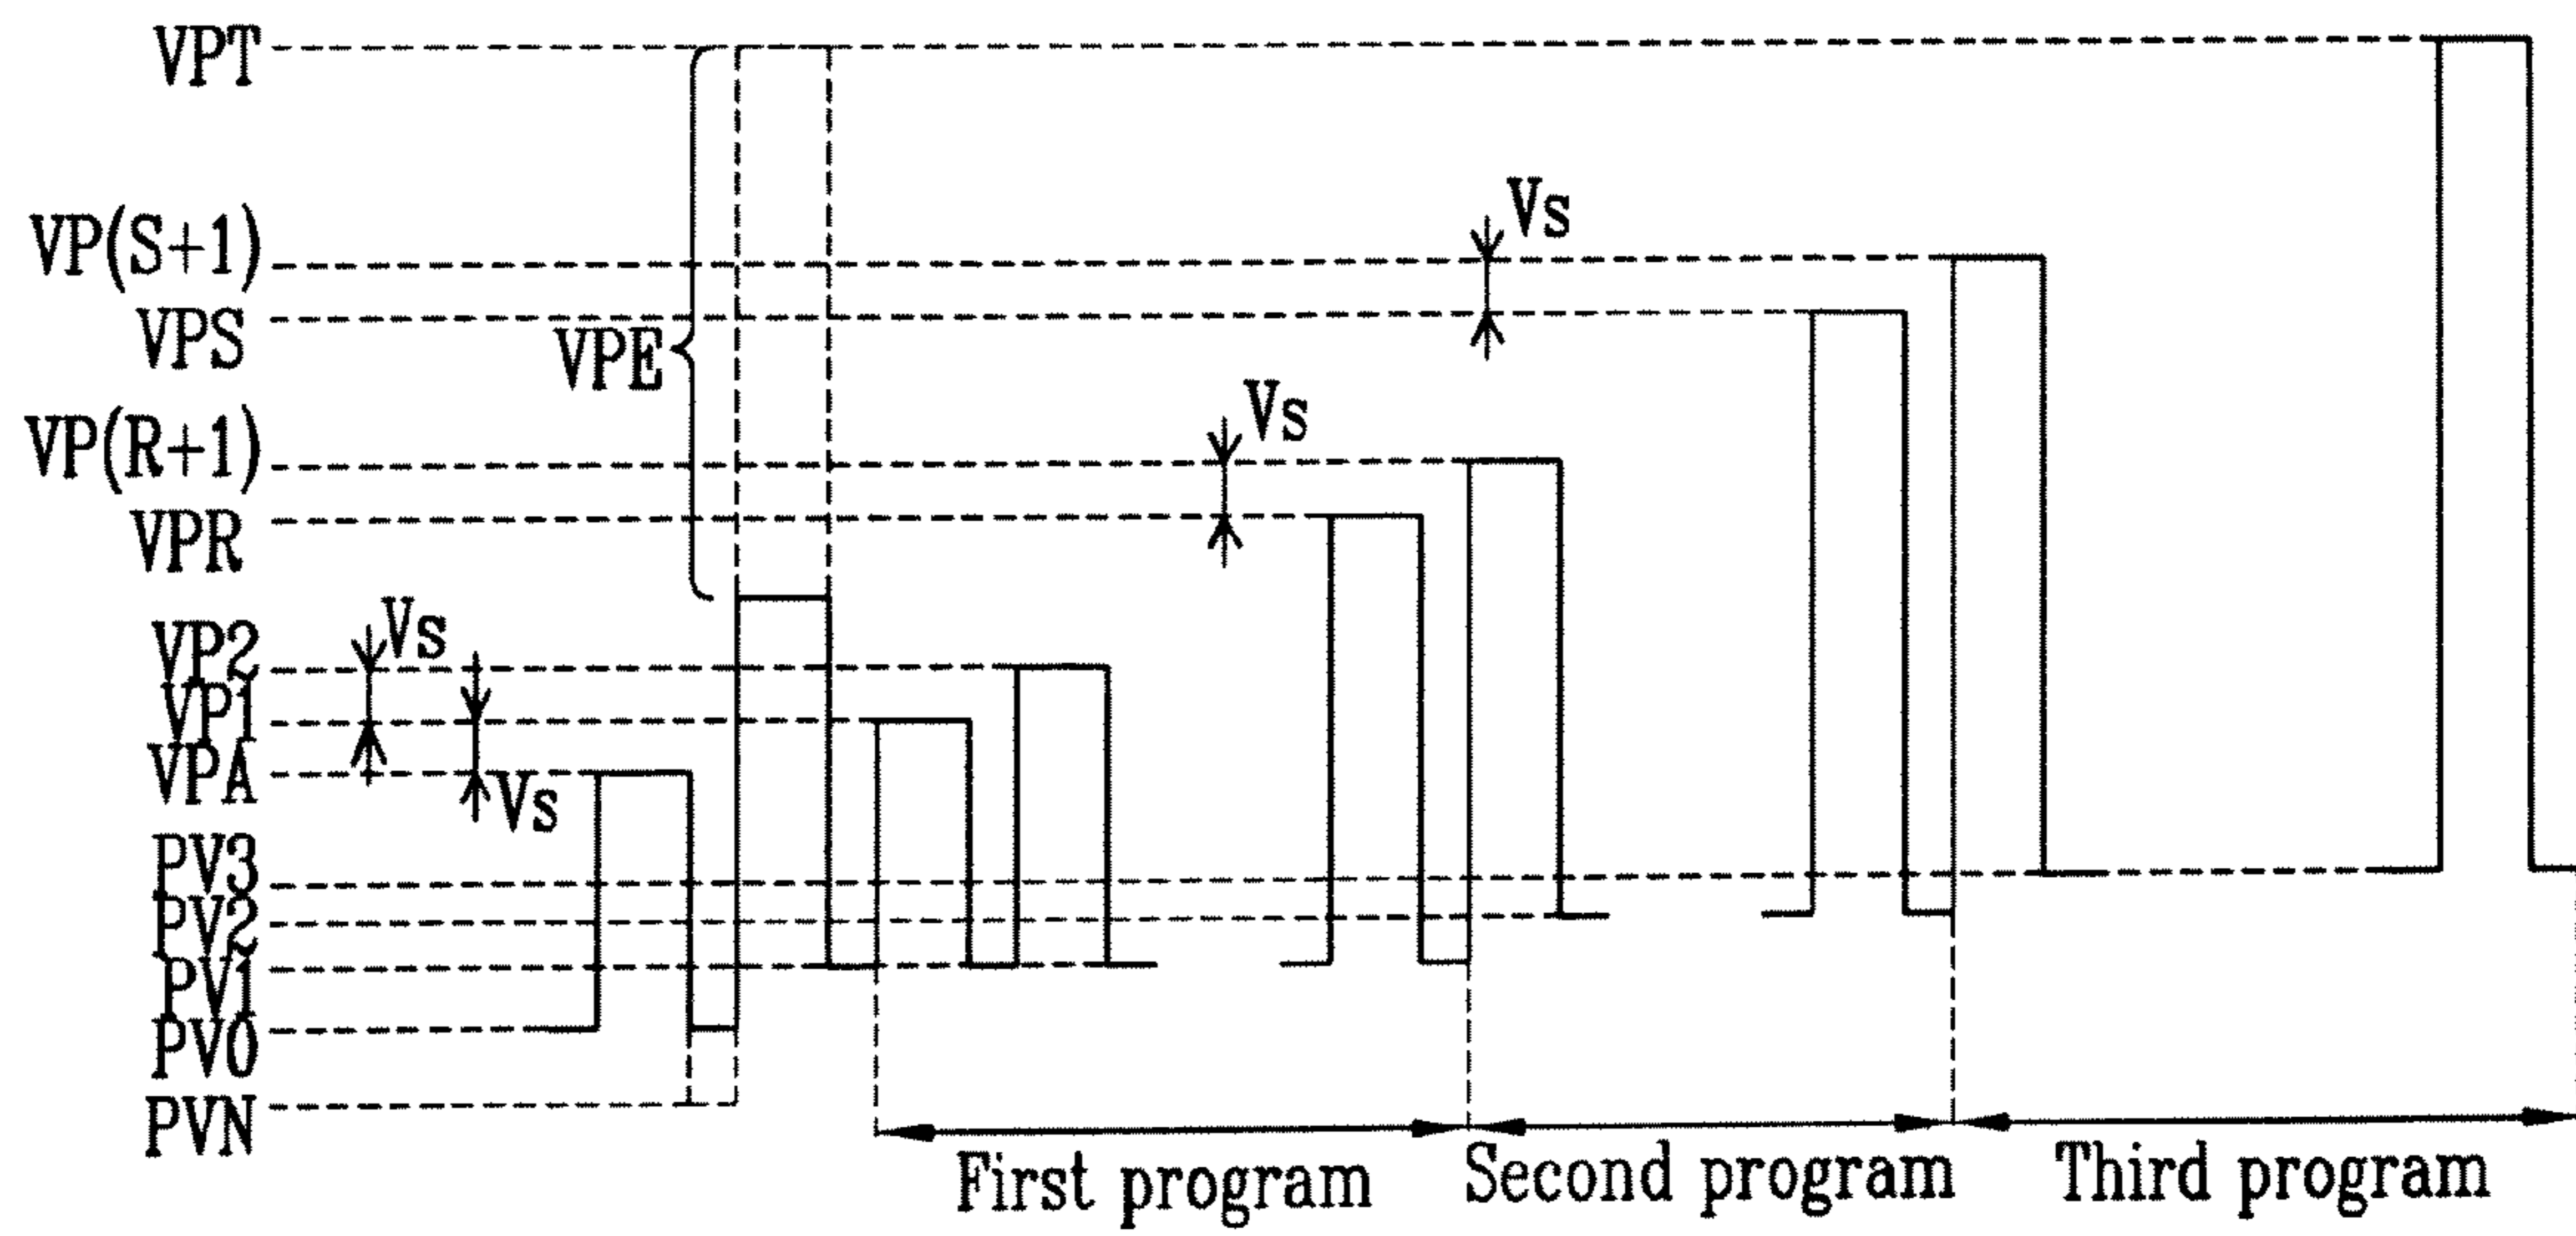 VPT
VP(S+1)
Vs
VPS
VPE
VP(R+1)
Vs
VPR
VP2
Vs
VP1
VPA
Vs
PV3
PV2
PV1
PV0
PVN
First program
Second program
Third program